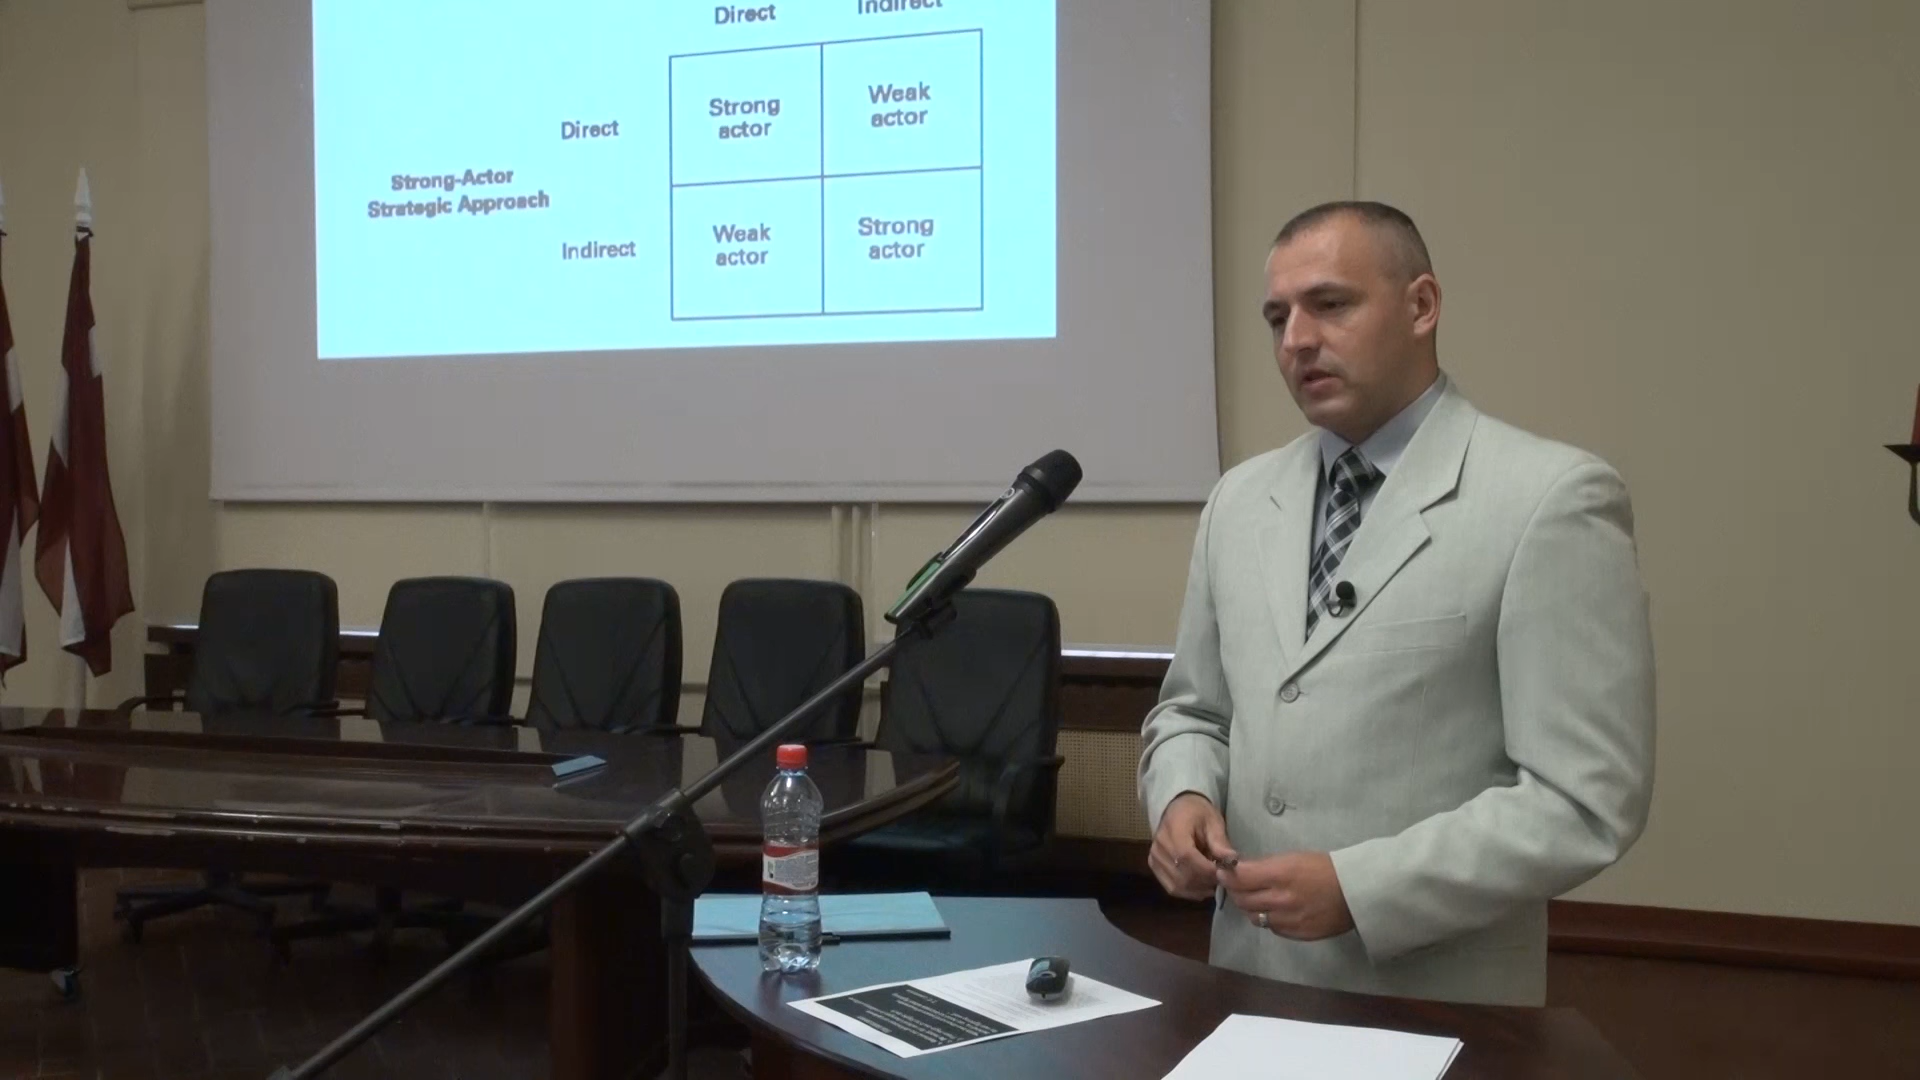 Direct Indirect
Direct
Strong
actor
Weak
actor
Strong-Actor
Strategic Approach
Indirect
Weak
actor
Strong
actor